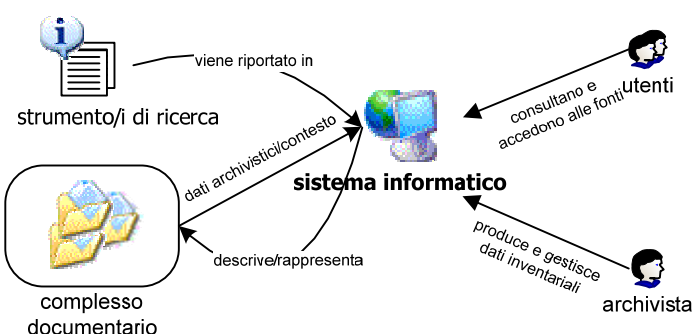 viene riportato in
strumento/i di ricerca
utenti
consultano e
accedono alle fonti
dati archivistici/contesto
sistema informatico
descrive/rappresenta
produce e gestisce
dati inventariali
complesso
documentario
archivista